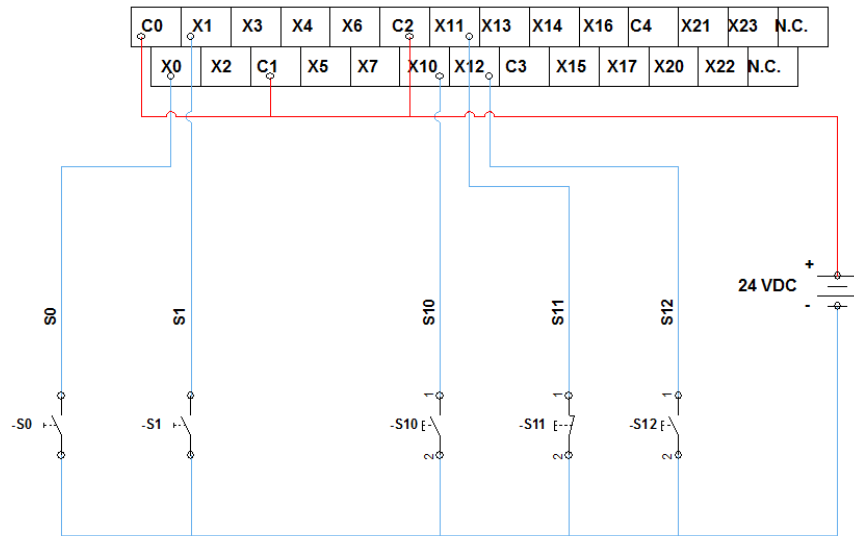 C0 X1 X3 X4 X6 C2 X11 X13 X14 X16 C4 X21 X23 N.C.
X0 X2 C1 X5 X7 X10 X12 C3 X15 X17 X20 X22 N.C.
+
24 VDC
-
S0 S1 S10 S11 S12
1 1 1
-S0 -S1 -S10 -S11 -S12
2 2 2